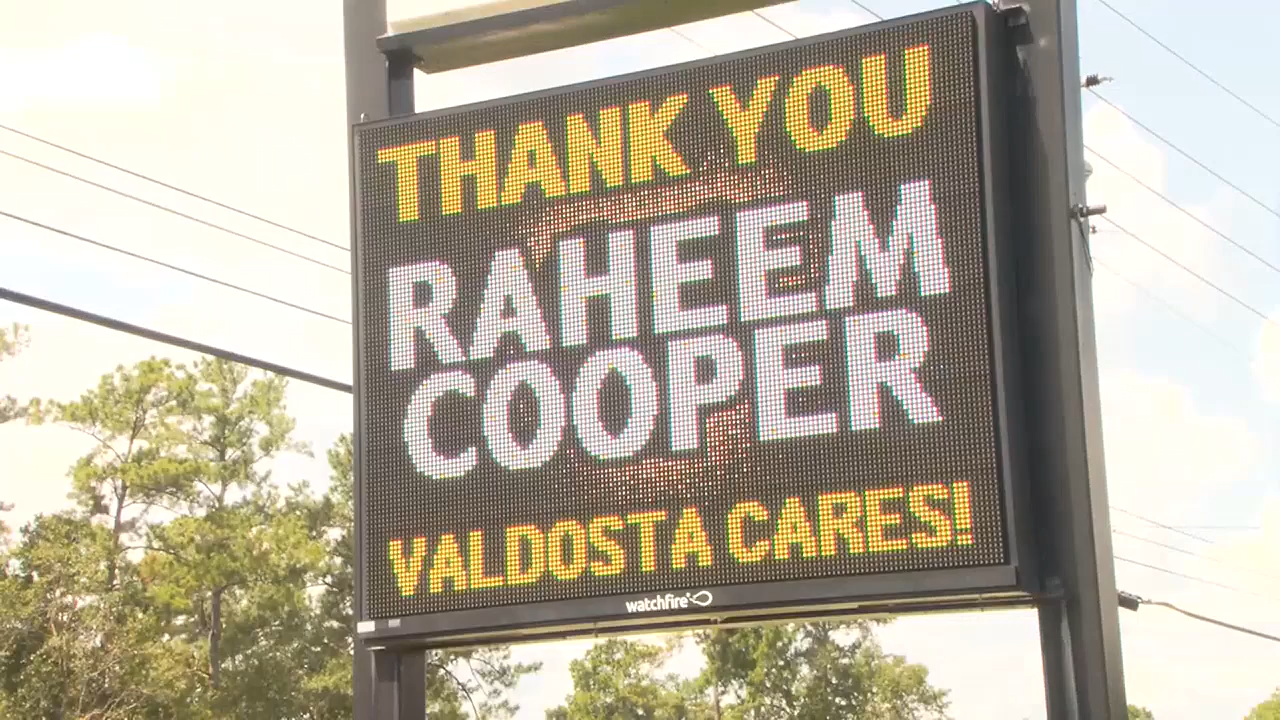 THANK YOU
RAHEEM
COOPER
VALDOSTA CARES!
watchfire